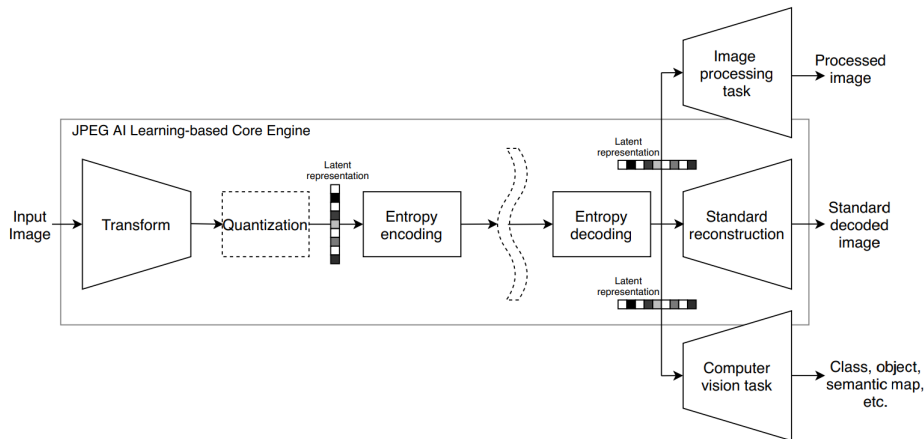 Image
processing
task
Processed
image
JPEG AI Learning-based Core Engine
Latent
representation
Latent
representation
Input
Image
Transform
Quantization
Entropy
encoding
Entropy
decoding
Standard
reconstruction
Standard
decoded
image
Latent
representation
Computer
vision task
Class, object,
semantic map,
etc.